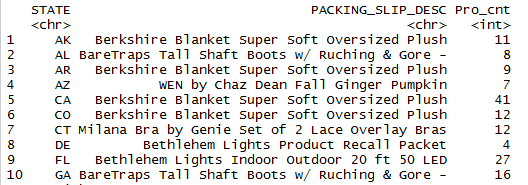 STATE PACKING_SLIP_DESC Pro_cnt
<chr> <chr> <int>
1 AK Berkshire Blanket Super Soft Oversized Plush 11
2 AL BareTraps Tall Shaft Boots w/ Ruching & Gore - 8
3 AR Berkshire Blanket Super Soft Oversized Plush 9
4 AZ WEN by Chaz Dean Fall Ginger Pumpkin 7
5 CA Berkshire Blanket Super Soft Oversized Plush 41
6 CO Berkshire Blanket Super Soft Oversized Plush 12
7 CT Milana Bra by Genie Set of 2 Lace Overlay Bras 12
8 DE Bethlehem Lights Product Recall Packet 4
9 FL Bethlehem Lights Indoor Outdoor 20 ft 50 LED 27
10 GA BareTraps Tall Shaft Boots w/ Ruching & Gore - 16